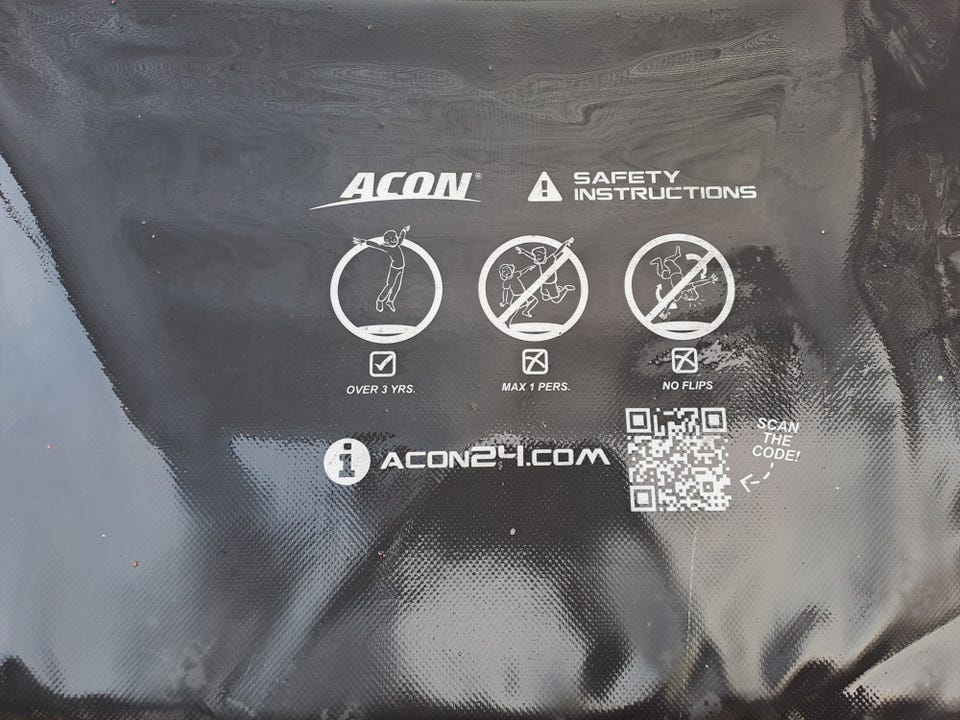 ACON®
SAFETY
INSTRUCTIONS
OVER 3 YRS.
MAX 1 PERS.
NO FLIPS
i ACON24.COM
SCAN
THE
CODE!